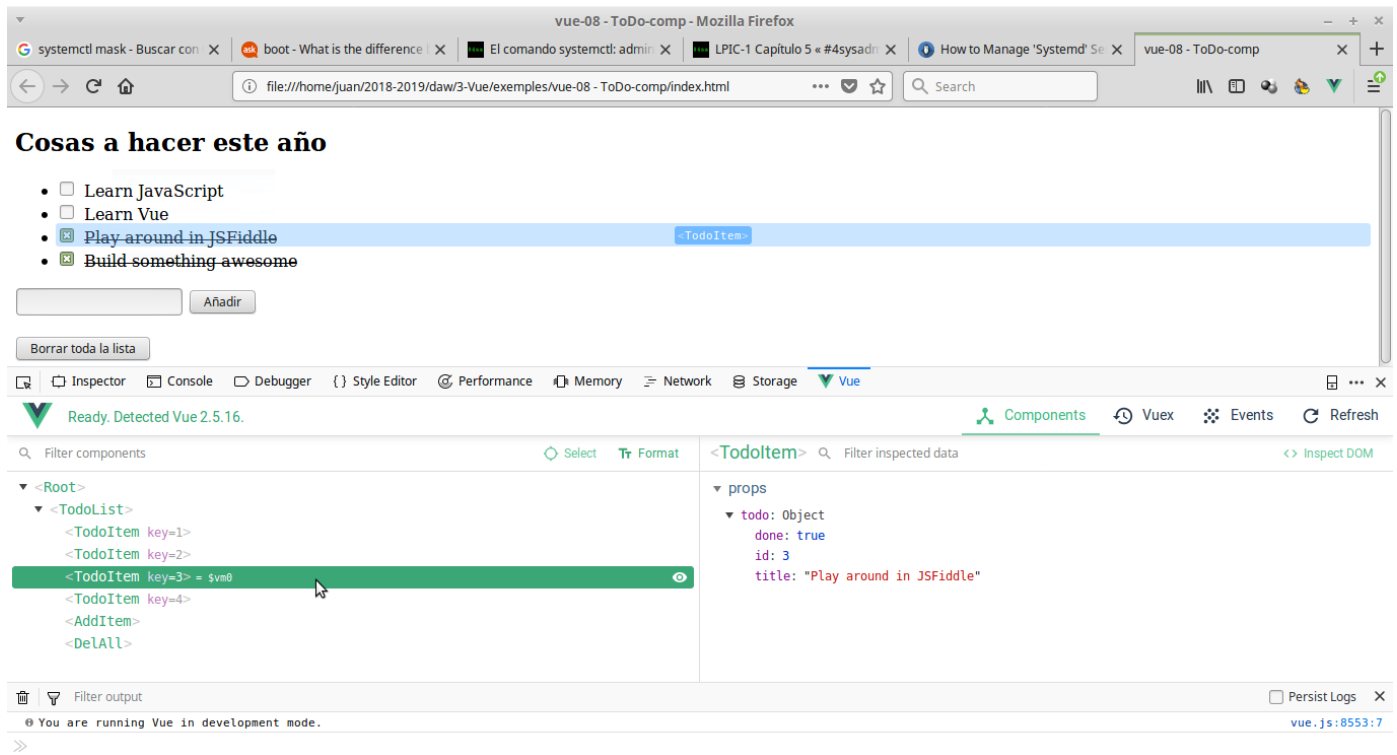 vue-08 - ToDo-comp - Mozilla Firefox
systemctl mask - Buscar con
boot - What is the difference
El comando systemctl: admin
LPIC-1 Capítulo 5 « #4sysadm
How to Manage 'Systemd' Se
vue-08 - ToDo-comp
file:///home/juan/2018-2019/daw/3-Vue/exemples/vue-08 - ToDo-comp/index.html
Search
Cosas a hacer este año
Learn JavaScript
Learn Vue
Play around in JSFiddle <TodoItem>
Build something awesome
Añadir
Borrar toda la lista
Inspector Console Debugger { } Style Editor Performance Memory Network Storage Vue
Ready. Detected Vue 2.5.16. Components Vuex Events Refresh
Filter components Select Format <TodoItem> Filter inspected data <> Inspect DOM
<Root>
<TodoList>
<TodoItem key=1>
<TodoItem key=2>
<TodoItem key=3> = $vm0
<TodoItem key=4>
<AddItem>
<DelAll>
props
todo: Object
done: true
id: 3
title: "Play around in JSFiddle"
Filter output Persist Logs
You are running Vue in development mode. vue.js:8553:7